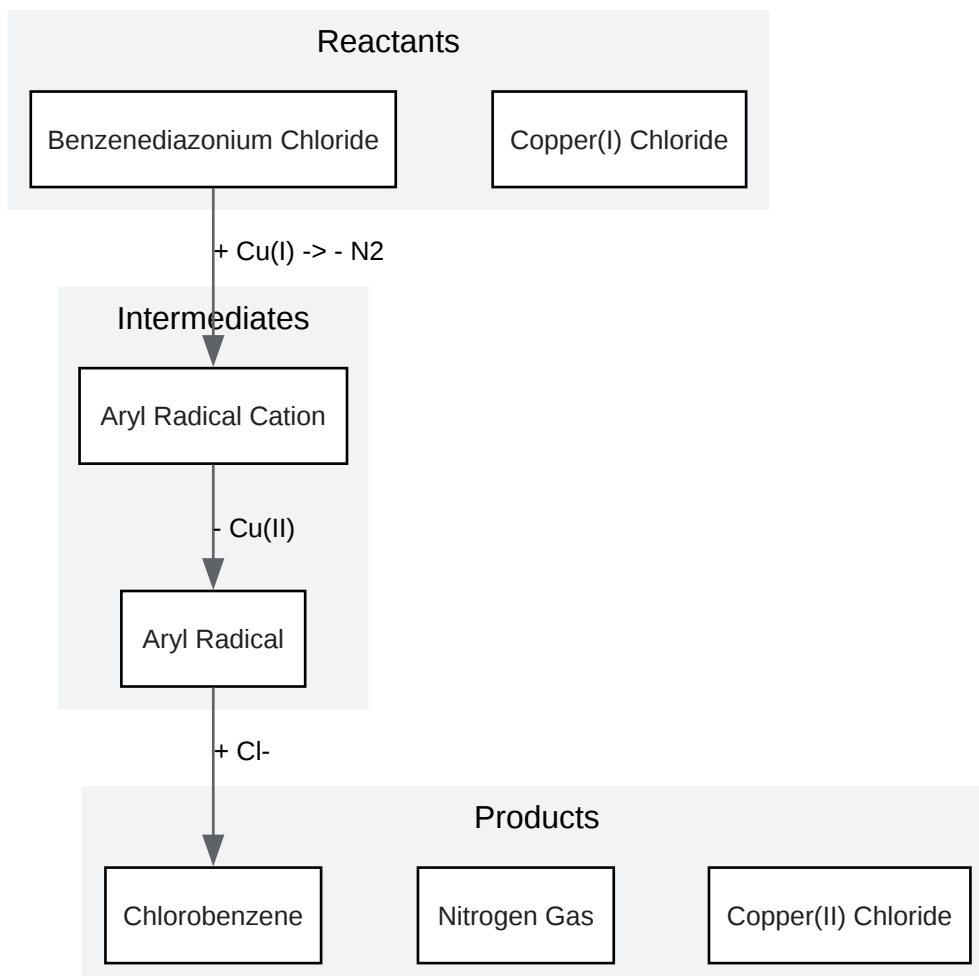 Reactants
Benzenediazonium Chloride
Copper(I) Chloride
+ Cu(I) -> - N2
Intermediates
Aryl Radical Cation
- Cu(II)
Aryl Radical
+ Cl-
Products
Chlorobenzene
Nitrogen Gas
Copper(II) Chloride